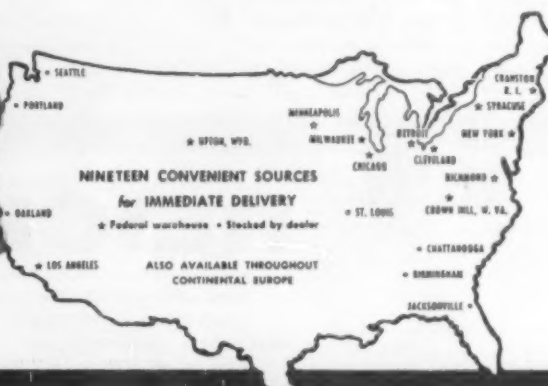 SEATTLE
PORTLAND
OAKLAND
LOS ANGELES
UPTON, WYO.
MINNEAPOLIS
MILWAUKEE
CHICAGO
DETROIT
CLEVELAND
CRANSTON
R. I.
SYRACUSE
NEW YORK
RICHMOND
CROWN HILL, W. VA.
ST. LOUIS
CHATTANOOGA
BIRMINGHAM
JACKSONVILLE
NINETEEN CONVENIENT SOURCES
for IMMEDIATE DELIVERY
★ Federal warehouse • Stocked by dealer
ALSO AVAILABLE THROUGHOUT
CONTINENTAL EUROPE